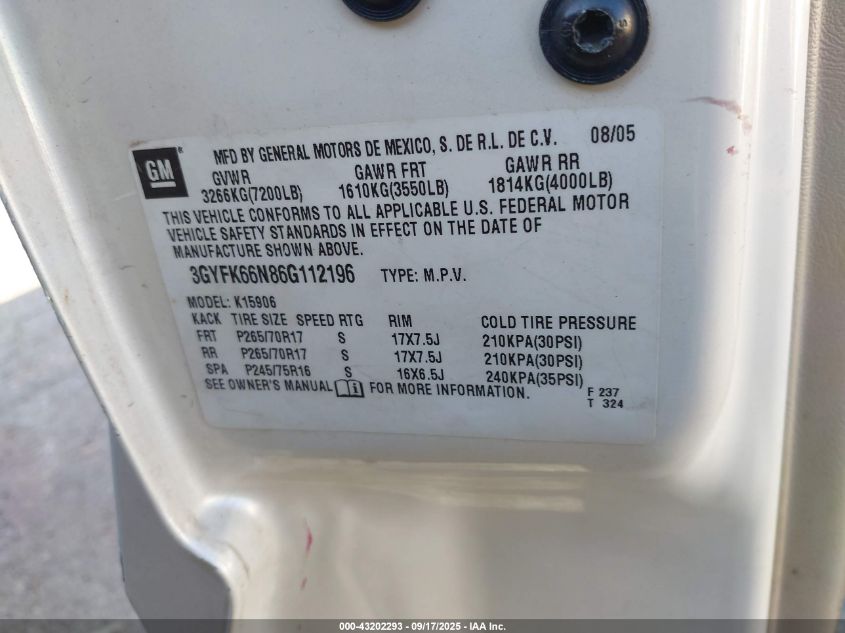 GM
MFD BY GENERAL MOTORS DE MEXICO, S. DE R.L. DE C.V. 08/05
GVWR GAWR FRT GAWR RR
3266KG(7200LB) 1610KG(3550LB) 1814KG(4000LB)
THIS VEHICLE CONFORMS TO ALL APPLICABLE U.S. FEDERAL MOTOR
VEHICLE SAFETY STANDARDS IN EFFECT ON THE DATE OF
MANUFACTURE SHOWN ABOVE.
3GYFK66N86G112196 TYPE: M.P.V.
MODEL: K15906
KACK TIRE SIZE SPEED RTG RIM COLD TIRE PRESSURE
FRT P265/70R17 S 17X7.5J 210KPA(30PSI)
RR P265/70R17 S 17X7.5J 210KPA(30PSI)
SPA P245/75R16 S 16X6.5J 240KPA(35PSI)
SEE OWNER'S MANUAL FOR MORE INFORMATION.
F 237
T 324
000-43202293 - 09/17/2025 - IAA Inc.